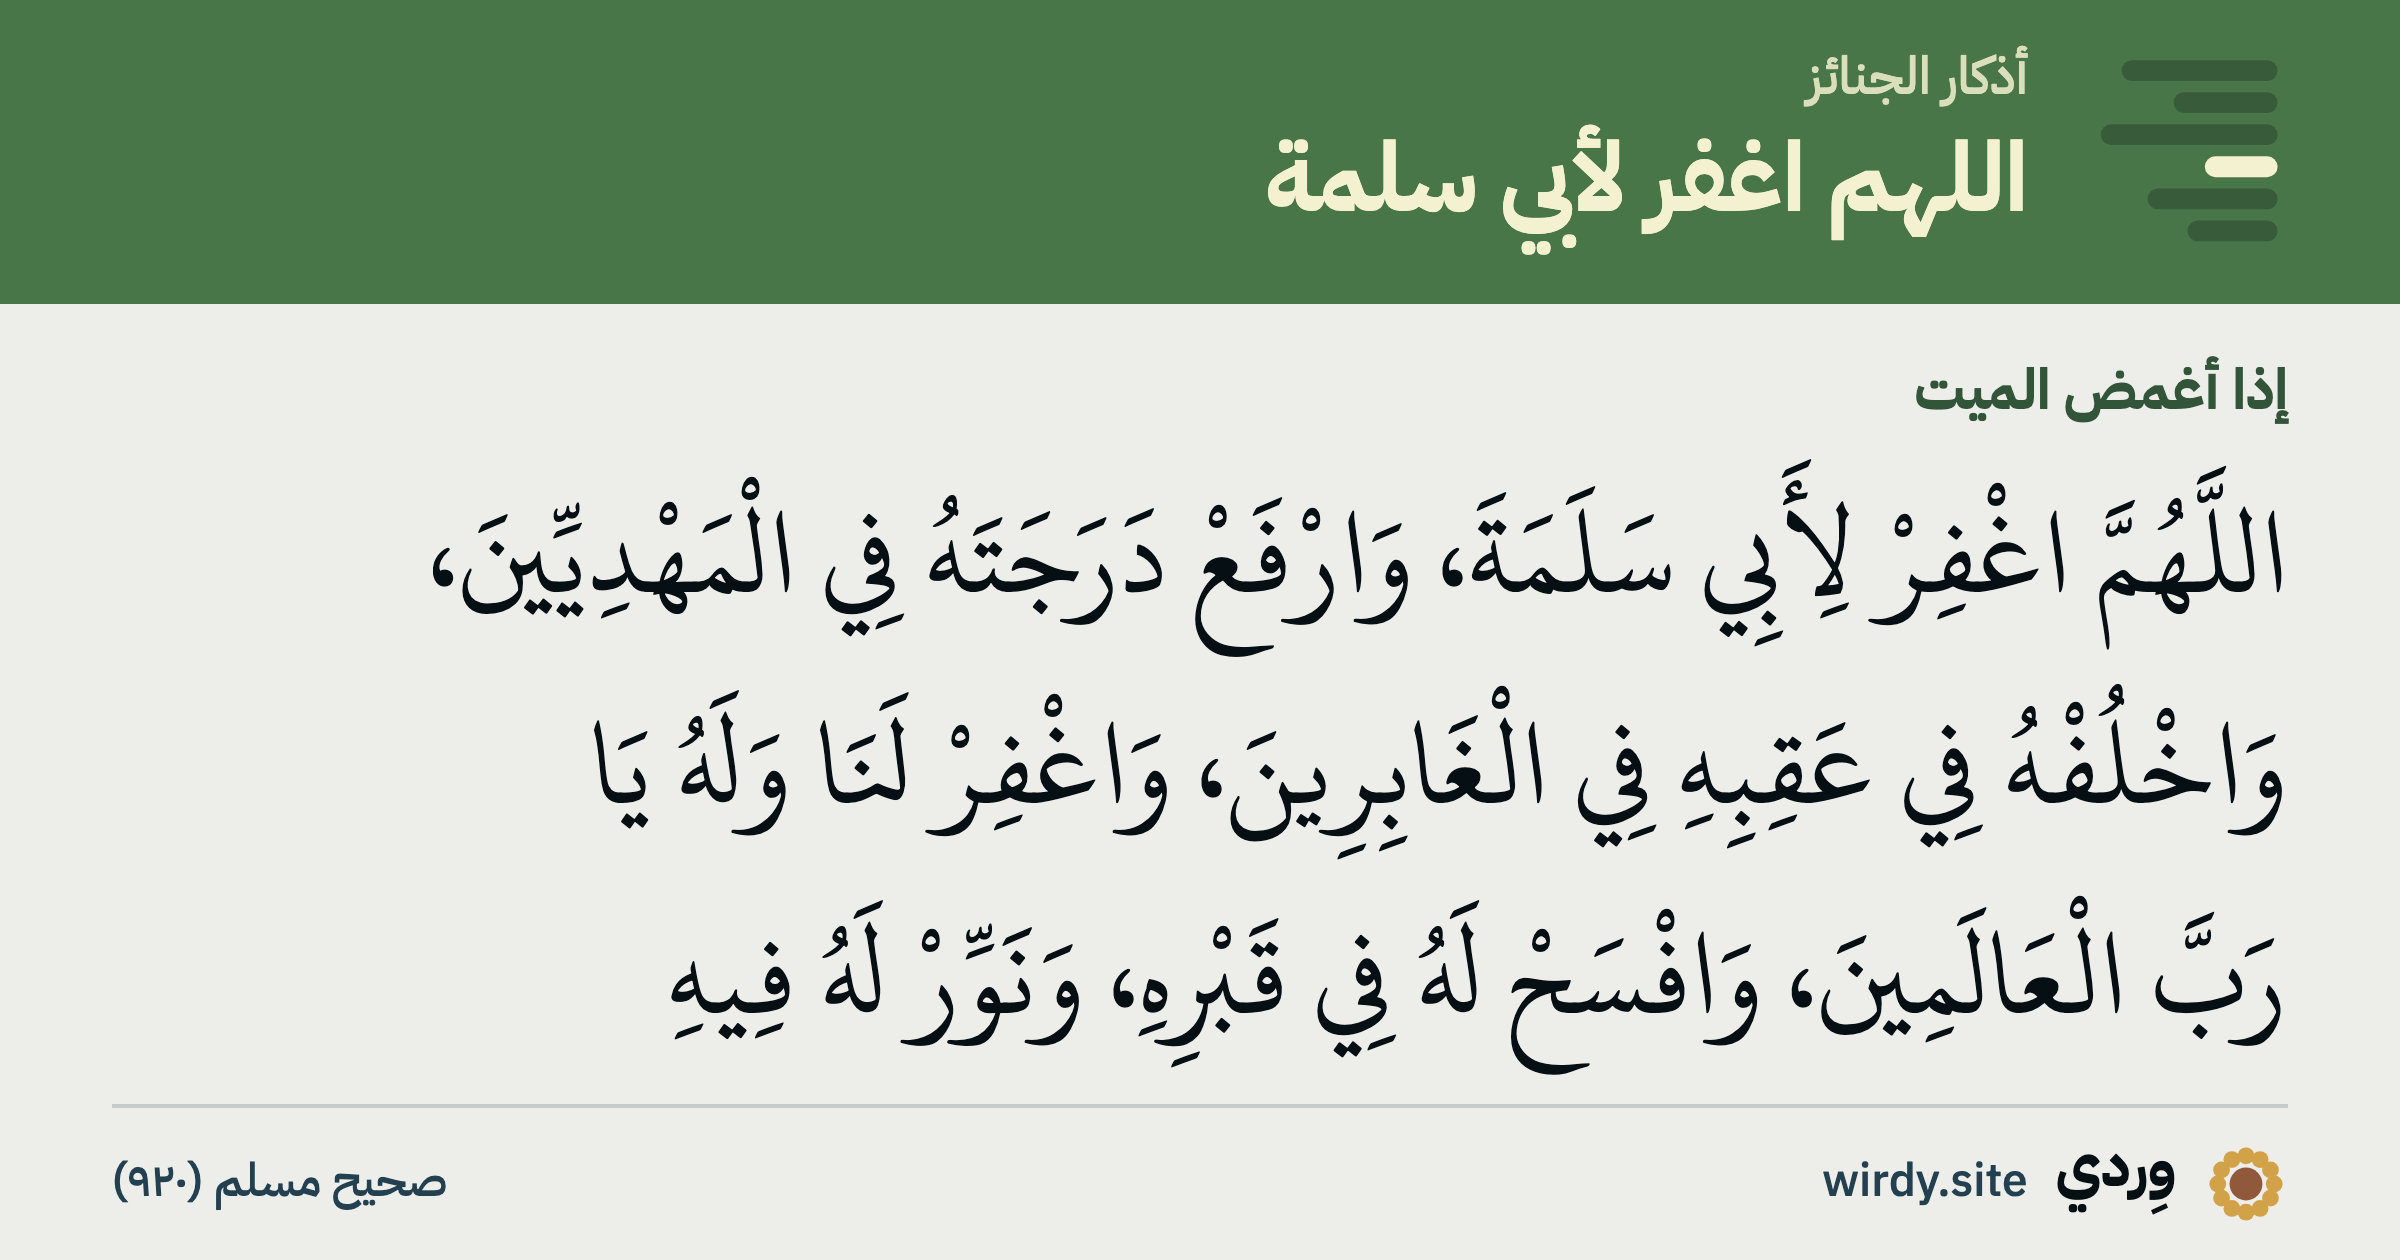 أذكار الجنائز
اللهم اغفر لأبي سلمة
إذا أغمض الميت
اللَّهُمَّ اغْفِرْ لِأَبِي سَلَمَةَ، وَارْفَعْ دَرَجَتَهُ فِي الْمَهْدِيِّينَ،
وَاخْلُفْهُ فِي عَقِبِهِ فِي الْغَابِرِينَ، وَاغْفِرْ لَنَا وَلَهُ يَا
رَبَّ الْعَالَمِينَ، وَافْسَحْ لَهُ فِي قَبْرِهِ، وَنَوِّرْ لَهُ فِيهِ
وِردي wirdy.site
صحيح مسلم (٩٢٠)